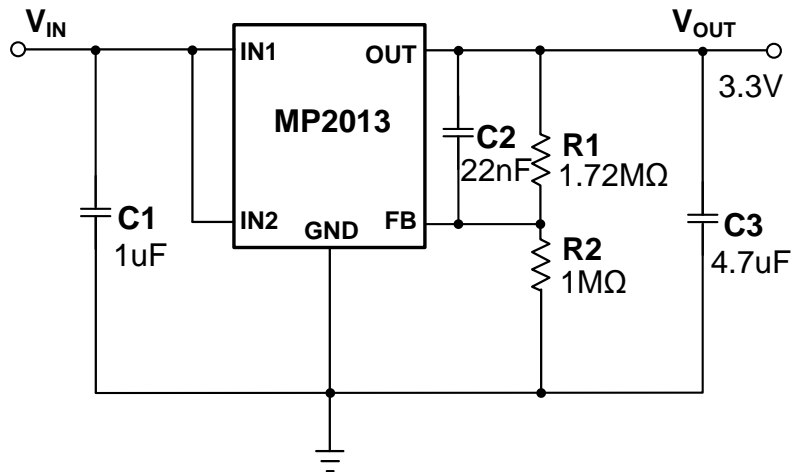 VIN
VOUT
IN1
OUT
3.3V
MP2013
C2
22nF
R1
1.72MΩ
C1
1uF
IN2
GND
FB
R2
1MΩ
C3
4.7uF